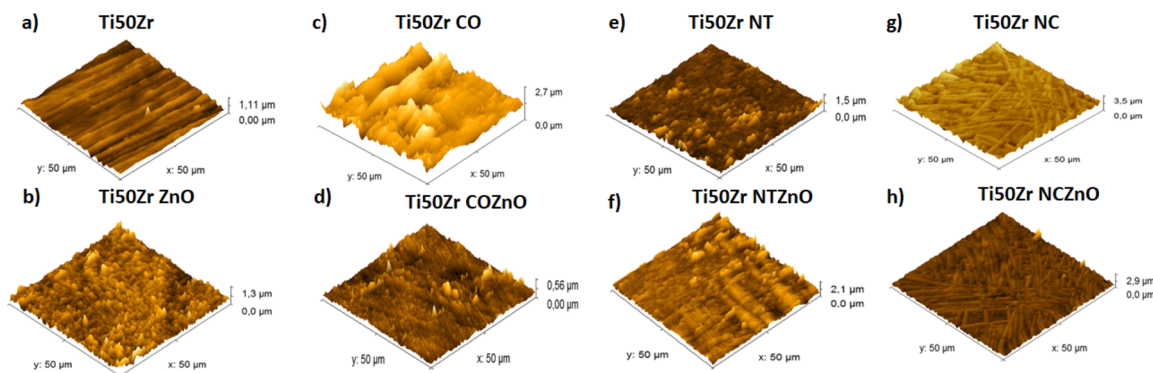 a) Ti50Zr
1,11 µm
0,00 µm
y: 50 µm
x: 50 µm
c) Ti50Zr CO
2,7 µm
0,0 µm
y: 50 µm
x: 50 µm
e) Ti50Zr NT
1,5 µm
0,0 µm
y: 50 µm
x: 50 µm
g) Ti50Zr NC
3,5 µm
0,0 µm
y: 50 µm
x: 50 µm
b) Ti50Zr ZnO
1,3 µm
0,0 µm
y: 50 µm
x: 50 µm
d) Ti50Zr COZnO
0,56 µm
0,00 µm
y: 50 µm
x: 50 µm
f) Ti50Zr NTZnO
2,1 µm
0,0 µm
y: 50 µm
x: 50 µm
h) Ti50Zr NCZnO
2,9 µm
0,0 µm
y: 50 µm
x: 50 µm